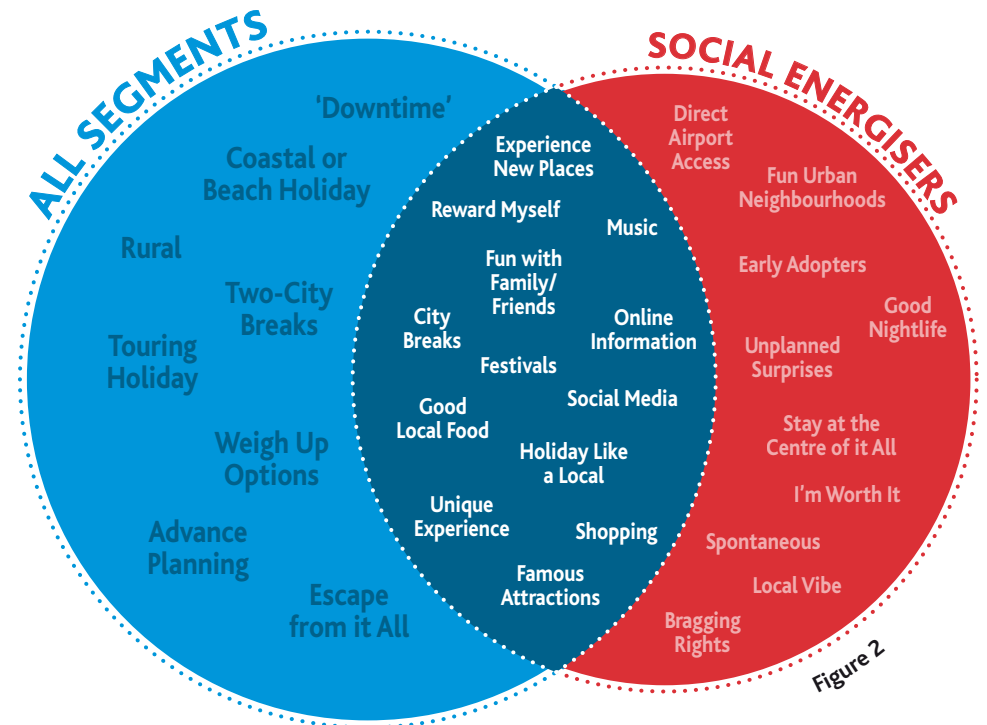 ALL SEGMENTS
'Downtime'
Coastal or
Beach Holiday
Rural
Two-City
Breaks
Touring
Holiday
Weigh Up
Options
Advance
Planning
Escape
from it All
Experience
New Places
Reward Myself
Music
Fun with
Family/
Friends
City
Breaks
Online
Information
Festivals
Social Media
Good
Local Food
Holiday Like
a Local
Unique
Experience
Shopping
Famous
Attractions
SOCIAL ENERGISERS
Direct
Airport
Access
Fun Urban
Neighbourhoods
Early Adopters
Good
Nightlife
Unplanned
Surprises
Stay at the
Centre of it All
I'm Worth It
Spontaneous
Local Vibe
Bragging
Rights
Figure 2